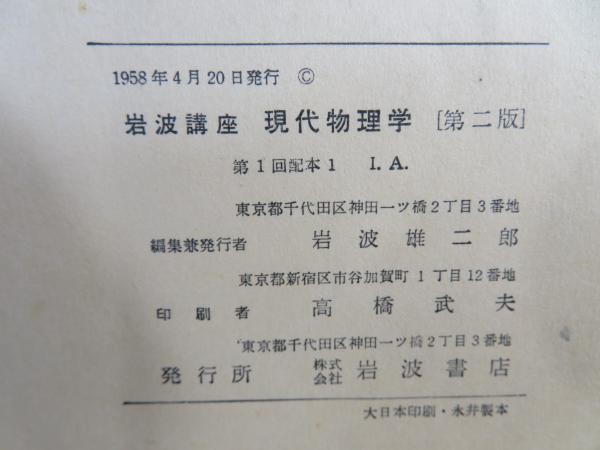 1958年4月20日発行 ©
岩波講座 現代物理学 [第二版]
第1回配本1 I. A.
東京都千代田区神田一ツ橋2丁目3番地
編集兼発行者 岩波雄二郎
東京都新宿区市谷加賀町1丁目12番地
印刷者 高橋武夫
東京都千代田区神田一ツ橋2丁目3番地
発行所 株式会社 岩波書店
大日本印刷・永井製本